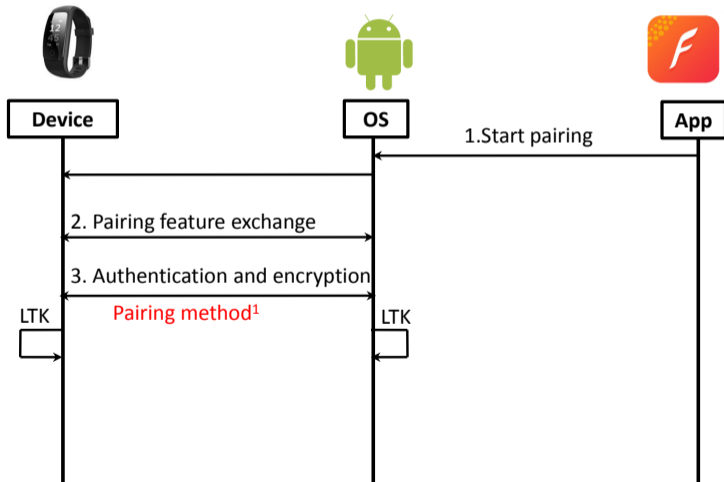 Device
OS
App
1.Start pairing
2. Pairing feature exchange
3. Authentication and encryption
Pairing method¹
LTK
LTK